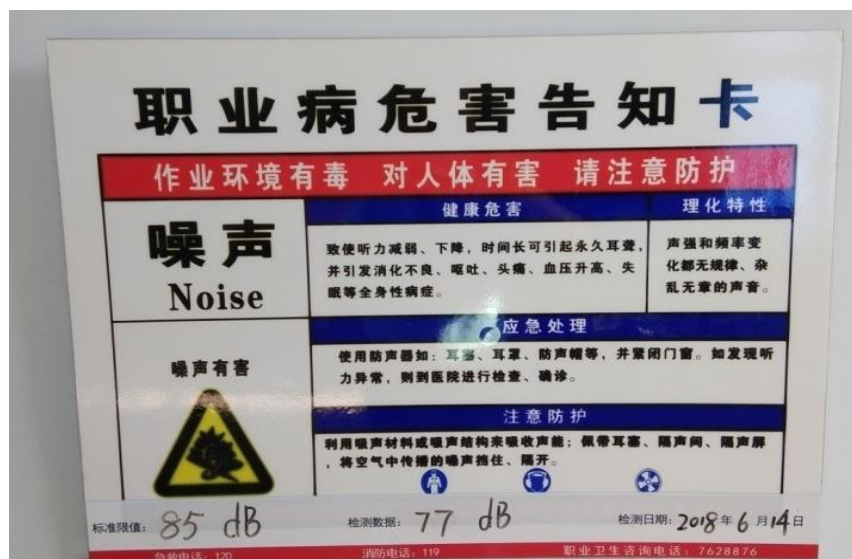 职业病危害告知卡
作业环境有毒 对人体有害 请注意防护
噪声
Noise
健康危害
致使听力减弱、下降，时间长可引起永久耳聋，
并引发消化不良、呕吐、头痛、血压升高、失
眠等全身性病症。
理化特性
声强和频率变
化都无规律、杂
乱无章的声音。
噪声有害
应急处理
使用防声器如：耳塞、耳罩、防声帽等，并紧闭门窗。如发现听
力异常，则到医院进行检查、确诊。
注意防护
利用吸声材料或吸声结构来吸收声能；佩带耳塞、隔声间、隔声屏
，将空气中传播的噪声挡住、隔开。
标准限值：85 dB 检测数据：77 dB 检测日期：2018年6月14日
急救电话：120 消防电话：119 职业卫生咨询电话：7628876